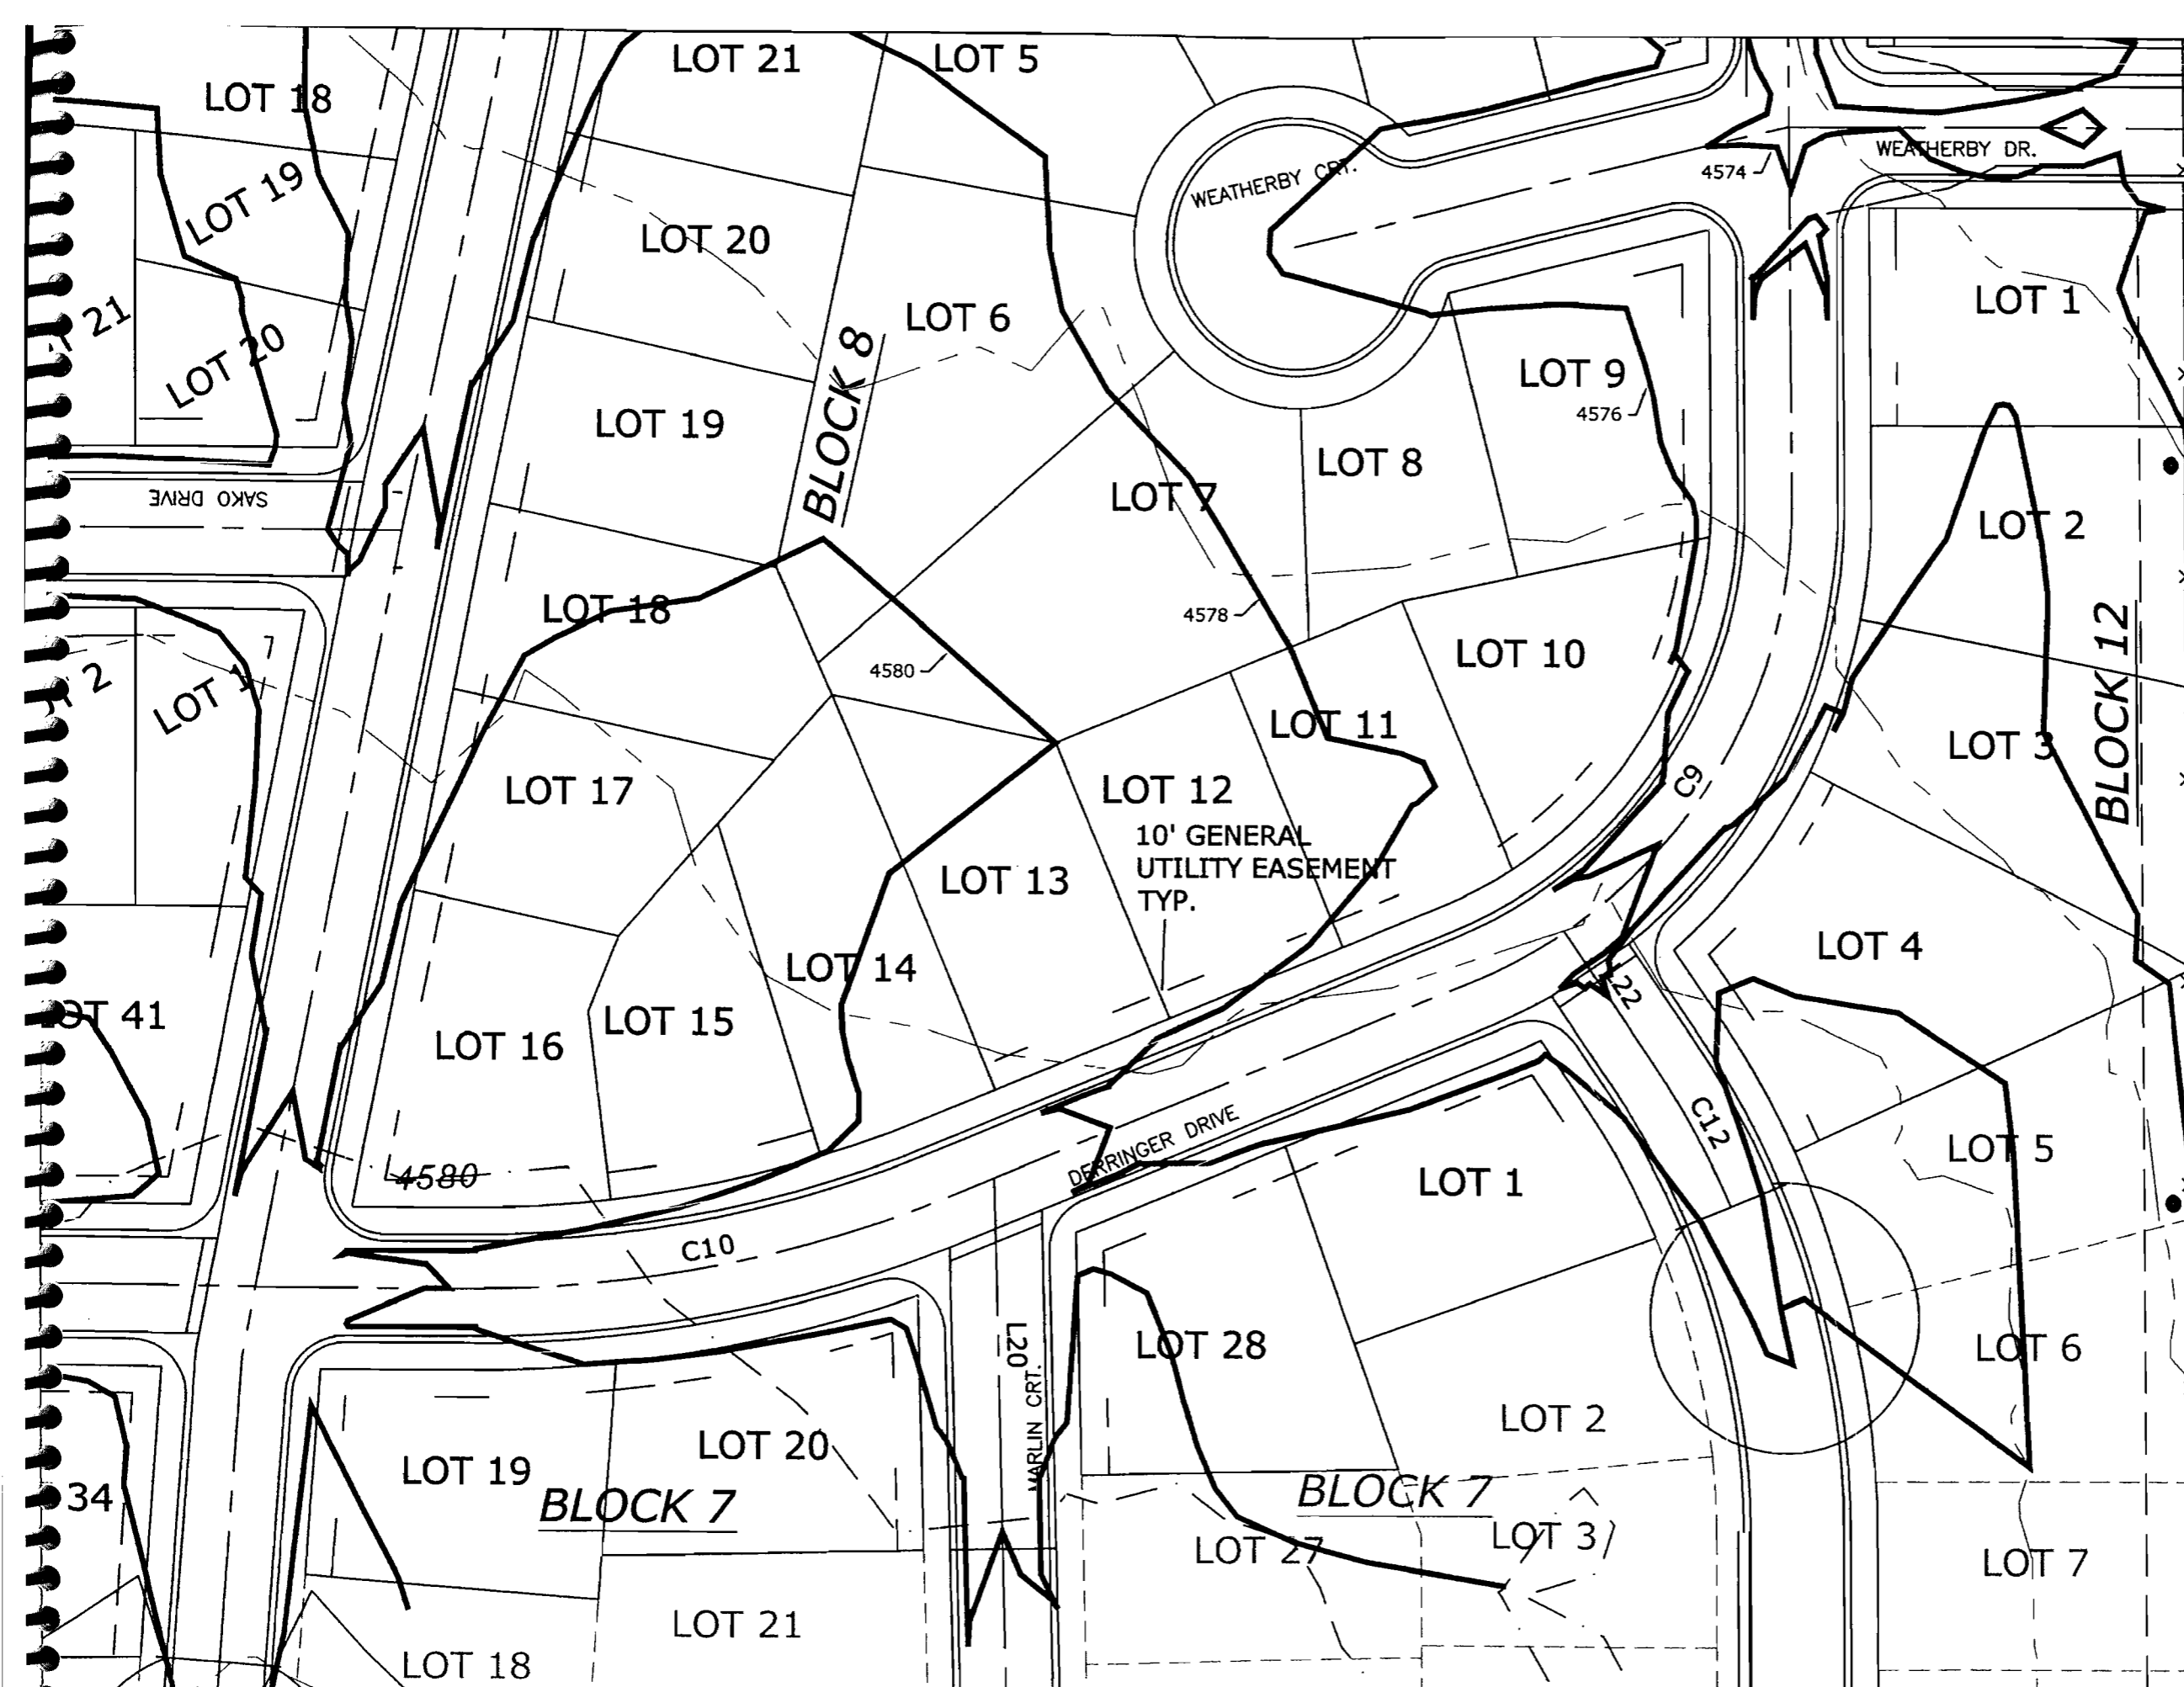 LOT 21
LOT 5
LOT 18
WEATHERBY DR.
WEATHERBY CRT.
4574
LOT 19
LOT 20
LOT 1
21
LOT 6
LOT 20
BLOCK 8
LOT 9
4576
LOT 19
LOT 8
LOT 7
SAKO DRIVE
LOT 2
LOT 18
4578
LOT 10
4580
BLOCK 12
2
LOT 1
LOT 11
LOT 3
C9
LOT 17
LOT 12
10' GENERAL
UTILITY EASEMENT
TYP.
LOT 13
LOT 4
LOT 14
L22
LOT 41
LOT 15
LOT 16
C12
DERRINGER DRIVE
LOT 5
4580
LOT 1
C10
L20
MARLIN CRT.
LOT 28
LOT 6
LOT 2
LOT 20
LOT 19
34
BLOCK 7
BLOCK 7
LOT 3
LOT 27
LOT 7
LOT 21
LOT 18